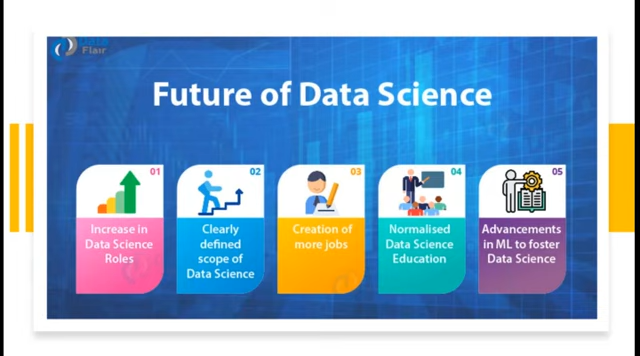 Data
Flair
Future of Data Science
01
Increase in
Data Science
Roles
02
Clearly
defined
scope of
Data Science
03
Creation of
more jobs
04
Normalised
Data Science
Education
05
Advancements
in ML to foster
Data Science